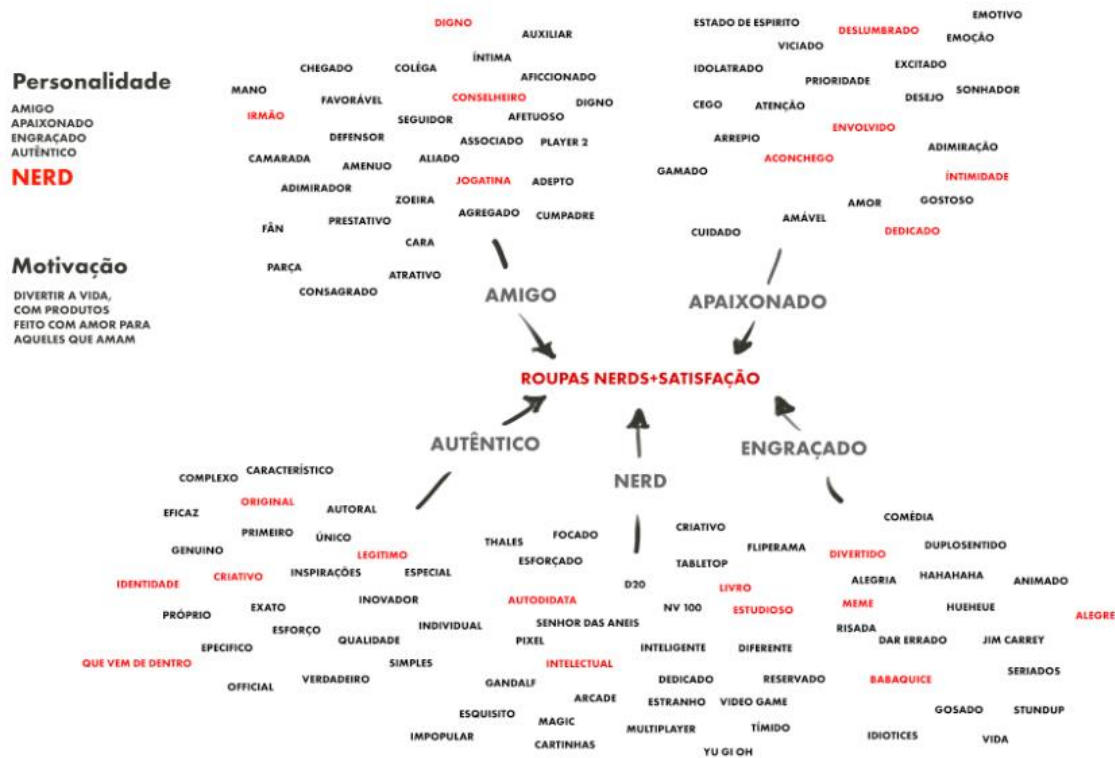 Personalidade
AMIGO
APAIXONADO
ENGRAÇADO
AUTÊNTICO
NERD
Motivação
DIVERTIR A VIDA,
COM PRODUTOS
FEITO COM AMOR PARA
AQUELES QUE AMAM
DIGNO
AUXILIAR
ÍNTIMA
CHEGADO
COLÉGA
AFICCIONADO
MANO
FAVORÁVEL
CONSELHEIRO
DIGNO
IRMÃO
SEGUIDOR
AFETUOSO
DEFENSOR
ASSOCIADO
PLAYER 2
CAMARADA
AMENUO
ALIADO
JOGATINA
ADEPTO
ADIMIRADOR
ZOEIRA
AGREGADO
CUMPADRE
FÂN
PRESTATIVO
CARA
PARÇA
ATRATIVO
CONSAGRADO
AMIGO
ESTADO DE ESPIRITO
EMOTIVO
DESLUMBRADO
VICIADO
EMOÇÃO
IDOLATRADO
EXCITADO
PRIORIDADE
SONHADOR
DESEJO
CEGO
ATENÇÃO
ENVOLVIDO
ARREPIO
ADIMIRAÇÃO
ACONCHEGO
GAMADO
ÍNTIMIDADE
AMOR
GOSTOSO
AMÁVEL
CUIDADO
DEDICADO
APAIXONADO
ROUPAS NERDS+SATISFAÇÃO
AUTÊNTICO
COMPLEXO
CARACTERÍSTICO
ORIGINAL
EFICAZ
AUTORAL
PRIMEIRO
ÚNICO
GENUINO
LEGITIMO
IDENTIDADE
CRIATIVO
INSPIRAÇÕES
ESPECIAL
PRÓPRIO
EXATO
INOVADOR
ESFORÇO
INDIVIDUAL
EPECIFICO
QUALIDADE
QUE VEM DE DENTRO
SIMPLES
VERDADEIRO
OFFICIAL
NERD
THALES
FOCADO
CRIATIVO
ESFORÇADO
FLIPERAMA
TABLETOP
D20
LIVRO
AUTODIDATA
NV 100
ESTUDIOSO
SENHOR DAS ANEIS
PIXEL
INTELIGENTE
DIFERENTE
INTELECTUAL
GANDALF
DEDICADO
RESERVADO
ARCADE
ESTRANHO
VIDEO GAME
ESQUISITO
MAGIC
MULTIPLAYER
TÍMIDO
IMPOPULAR
CARTINHAS
YU GI OH
ENGRAÇADO
COMÉDIA
DIVERTIDO
DUPLOSENTIDO
ALEGRIA
HAHAHAHA
ANIMADO
MEME
HUEHEUE
ALEGRE
RISADA
DAR ERRADO
JIM CARREY
SERIADOS
BABAQUICE
GOSADO
STUNDUP
IDIOTICES
VIDA